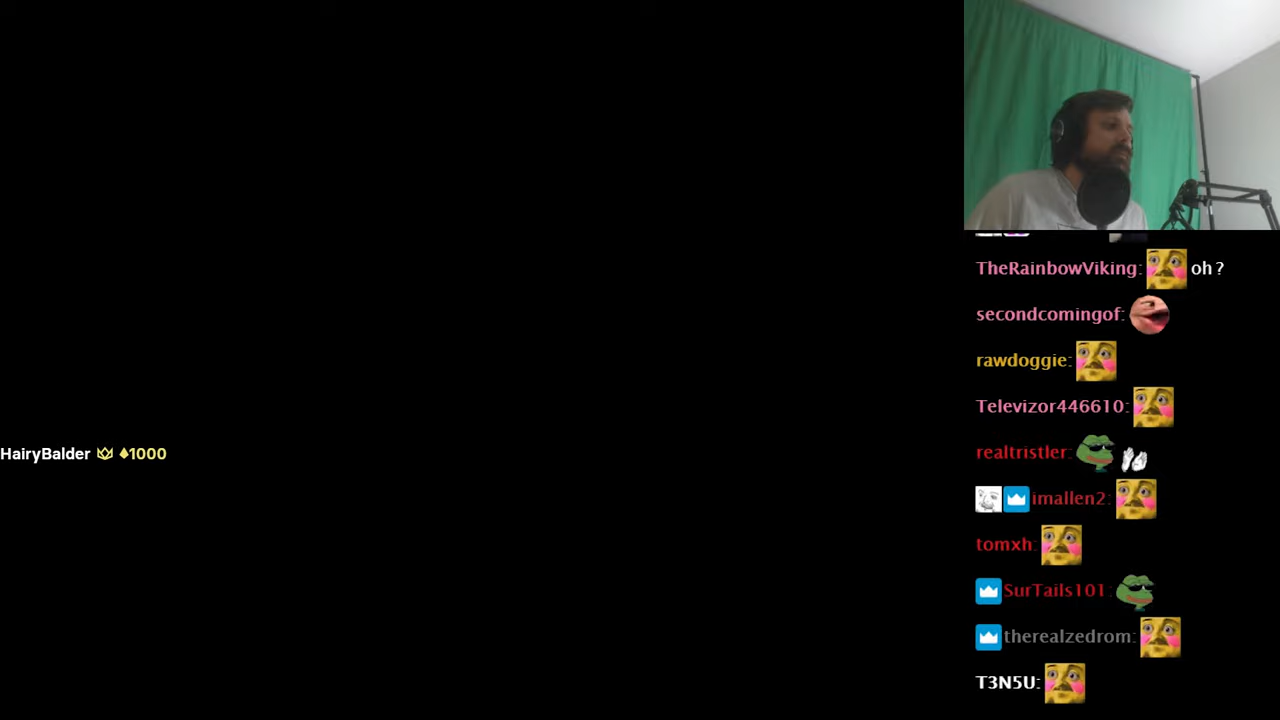 TheRainbowViking: oh?
secondcomingof:
rawdoggie:
Televizor446610:
HairyBalder 1000
realtristler:
imallen2:
tomxh:
SurTails101:
therealzedrom:
T3N5U: